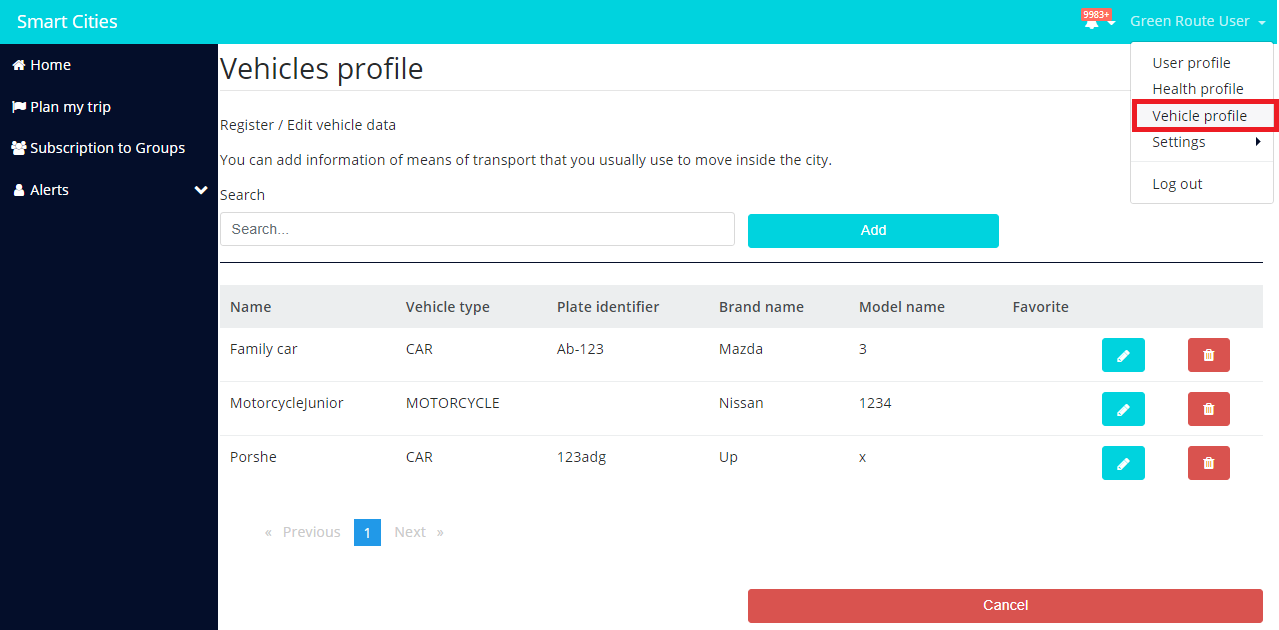 Smart Cities
9983+
Green Route User
Home
Plan my trip
Subscription to Groups
Alerts
User profile
Health profile
Vehicle profile
Settings
Log out
Vehicles profile
Register / Edit vehicle data
You can add information of means of transport that you usually use to move inside the city.
Search
Search...
Add
Name Vehicle type Plate identifier Brand name Model name Favorite
Family car CAR Ab-123 Mazda 3
MotorcycleJunior MOTORCYCLE Nissan 1234
Porshe CAR 123adg Up x
« Previous 1 Next »
Cancel